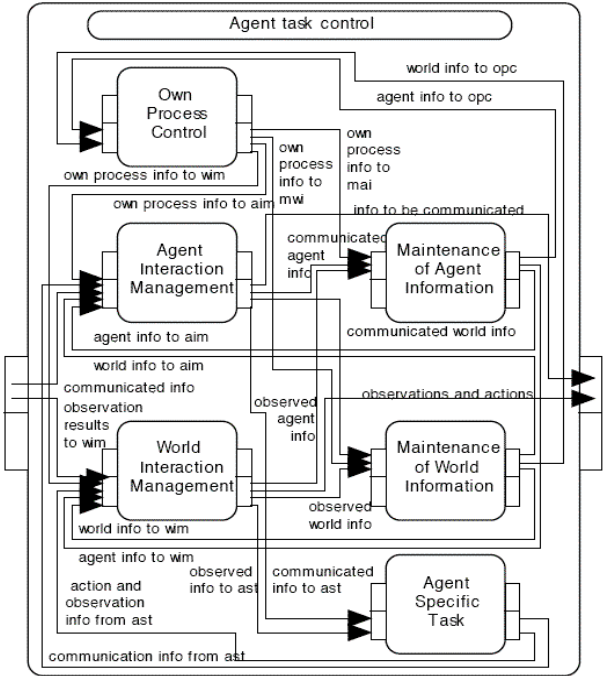 Agent task control
world info to opc
agent info to opc
Own
Process
Control
own
process
info to
mwi
own
process
info to
mai
own process info to wim
own process info to aim
info to be communicated
Agent
Interaction
Management
communicated
agent
info
Maintenance
of Agent
Information
agent info to aim
communicated world info
world info to aim
communicated info
observation
results
to wim
observed
agent
info
observations and actions
World
Interaction
Management
Maintenance
of World
Information
observed
world info
world info to wim
agent info to wim
action and
observation
info from ast
observed
info to ast
communicated
info to ast
Agent
Specific
Task
communication info from ast